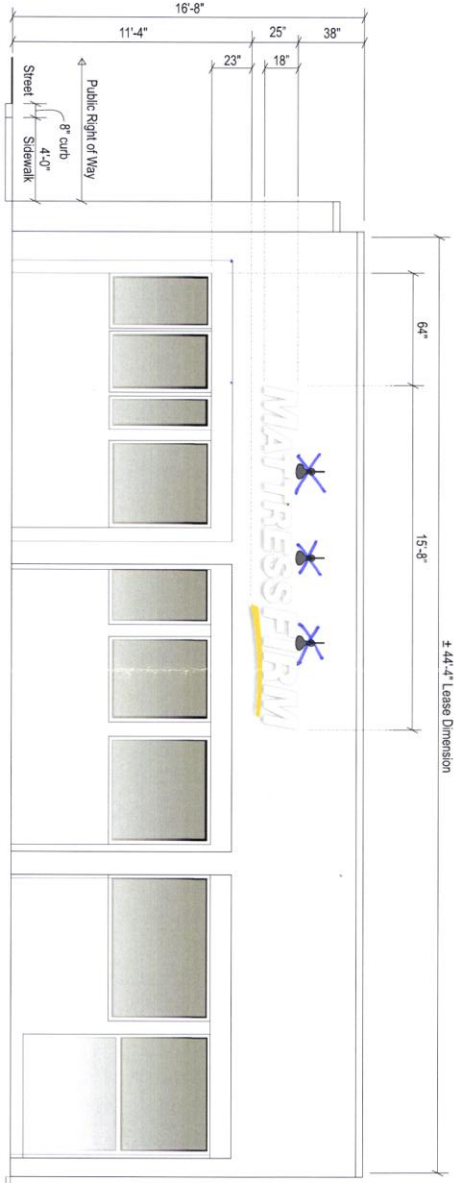 ± 44'-4" Lease Dimension
64"
15'-8"
38"
25"
18"
23"
11'-4"
16'-8"
MATTRESS FIRM
Public Right of Way
8" curb
4'-0"
Street
Sidewalk